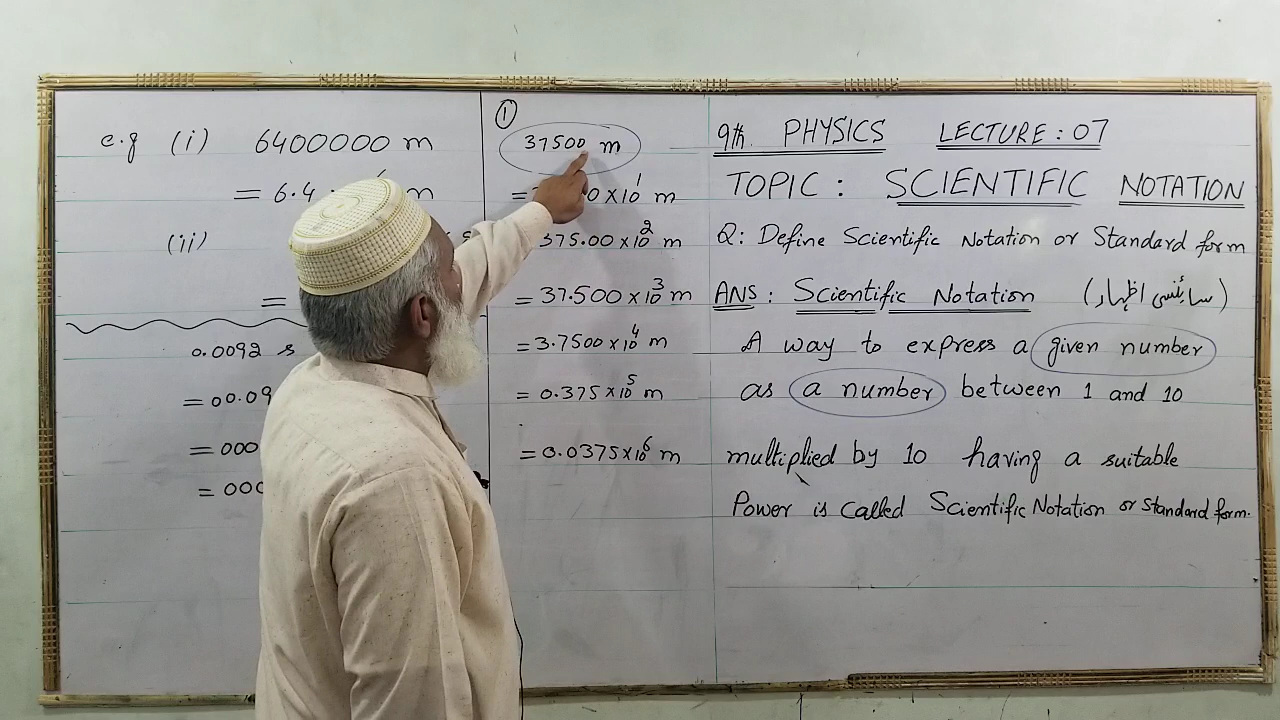 e.g (i) 6400000 m
= 6.4 m
(ii)
=
0.0092 s
= 00.09
= 000
= 000
①
37500 m
= 0 × 10¹ m
375.00 × 10² m
= 37.500 × 10³ m
= 3.7500 × 10⁴ m
= 0.375 × 10⁵ m
= 0.0375 × 10⁶ m
9th PHYSICS LECTURE: 07
TOPIC: SCIENTIFIC NOTATION
Q: Define Scientific Notation or Standard form
ANS: Scientific Notation (سائنسی اظہار)
A way to express a given number
as a number between 1 and 10
multiplied by 10 having a suitable
Power is called Scientific Notation or Standard form.